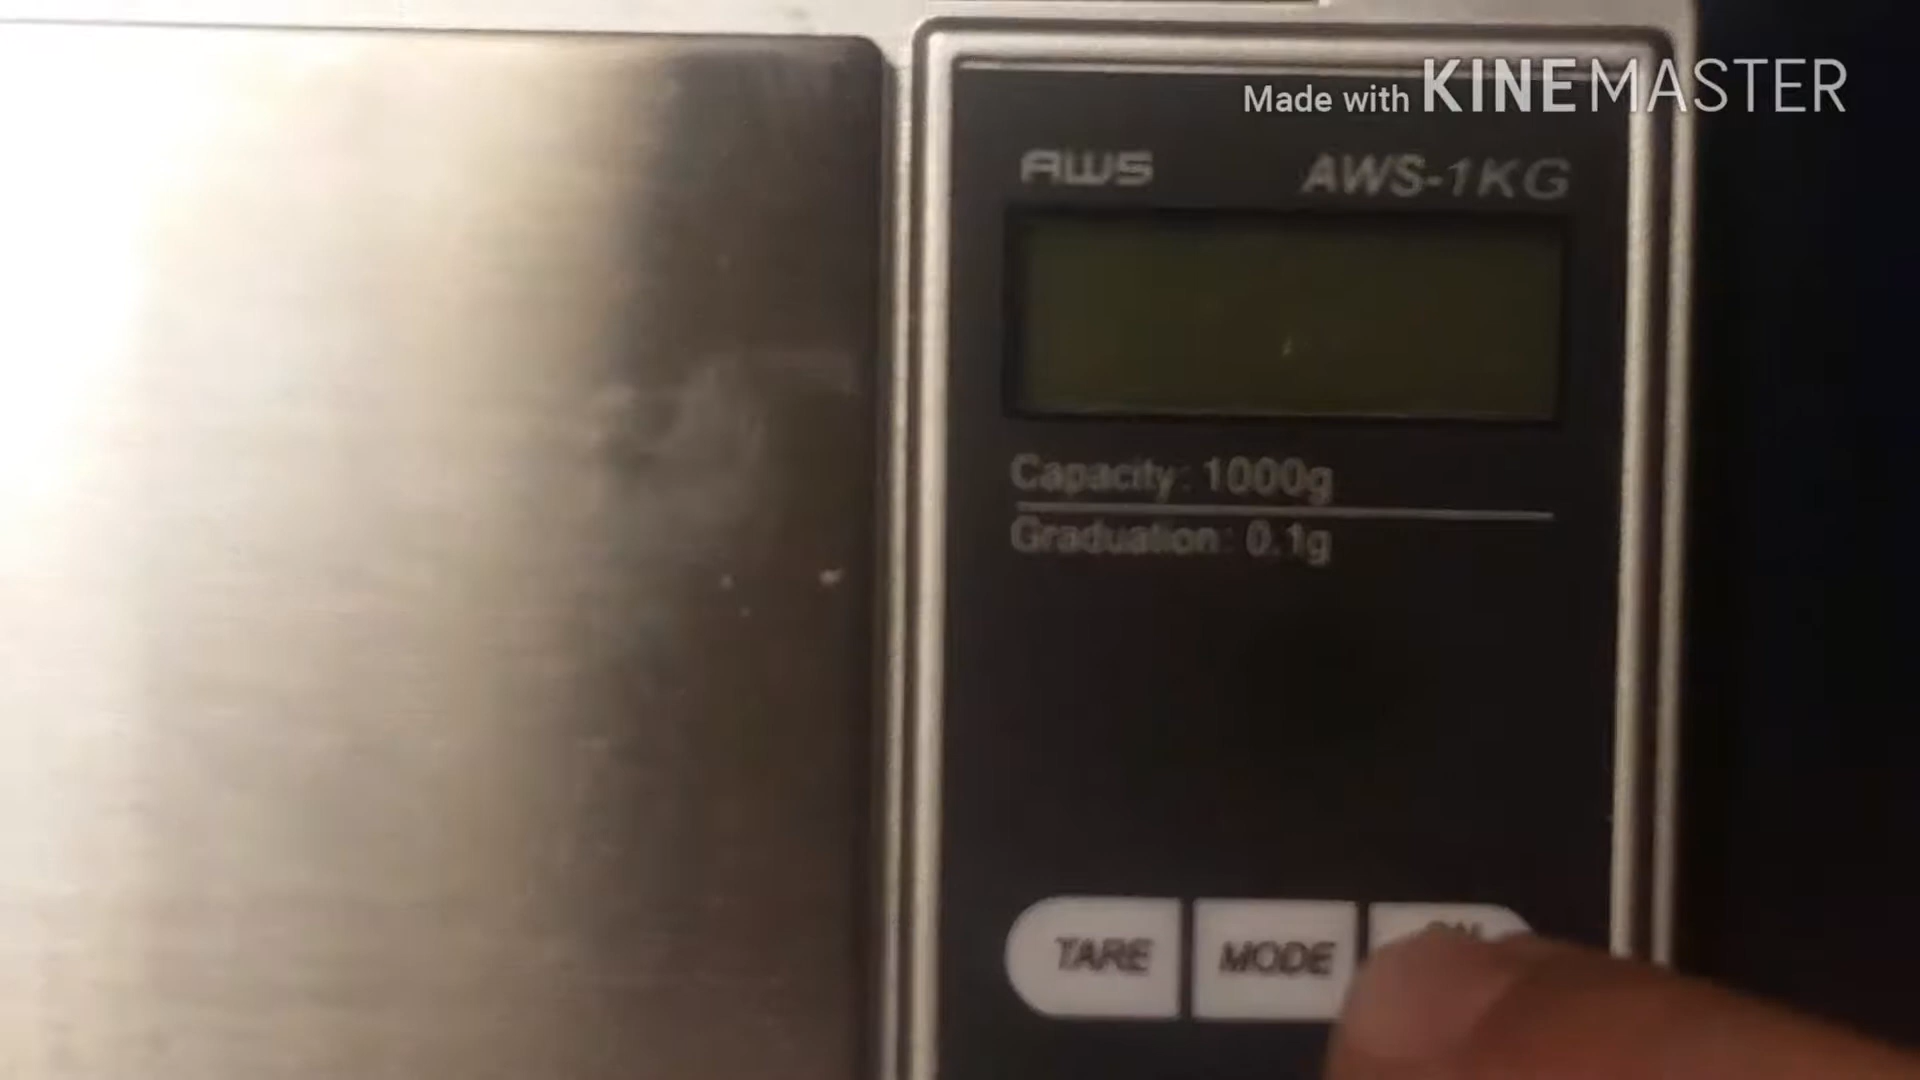 Made with KINEMASTER
AWS AWS-1KG
Capacity: 1000g
Graduation: 0.1g
TARE MODE